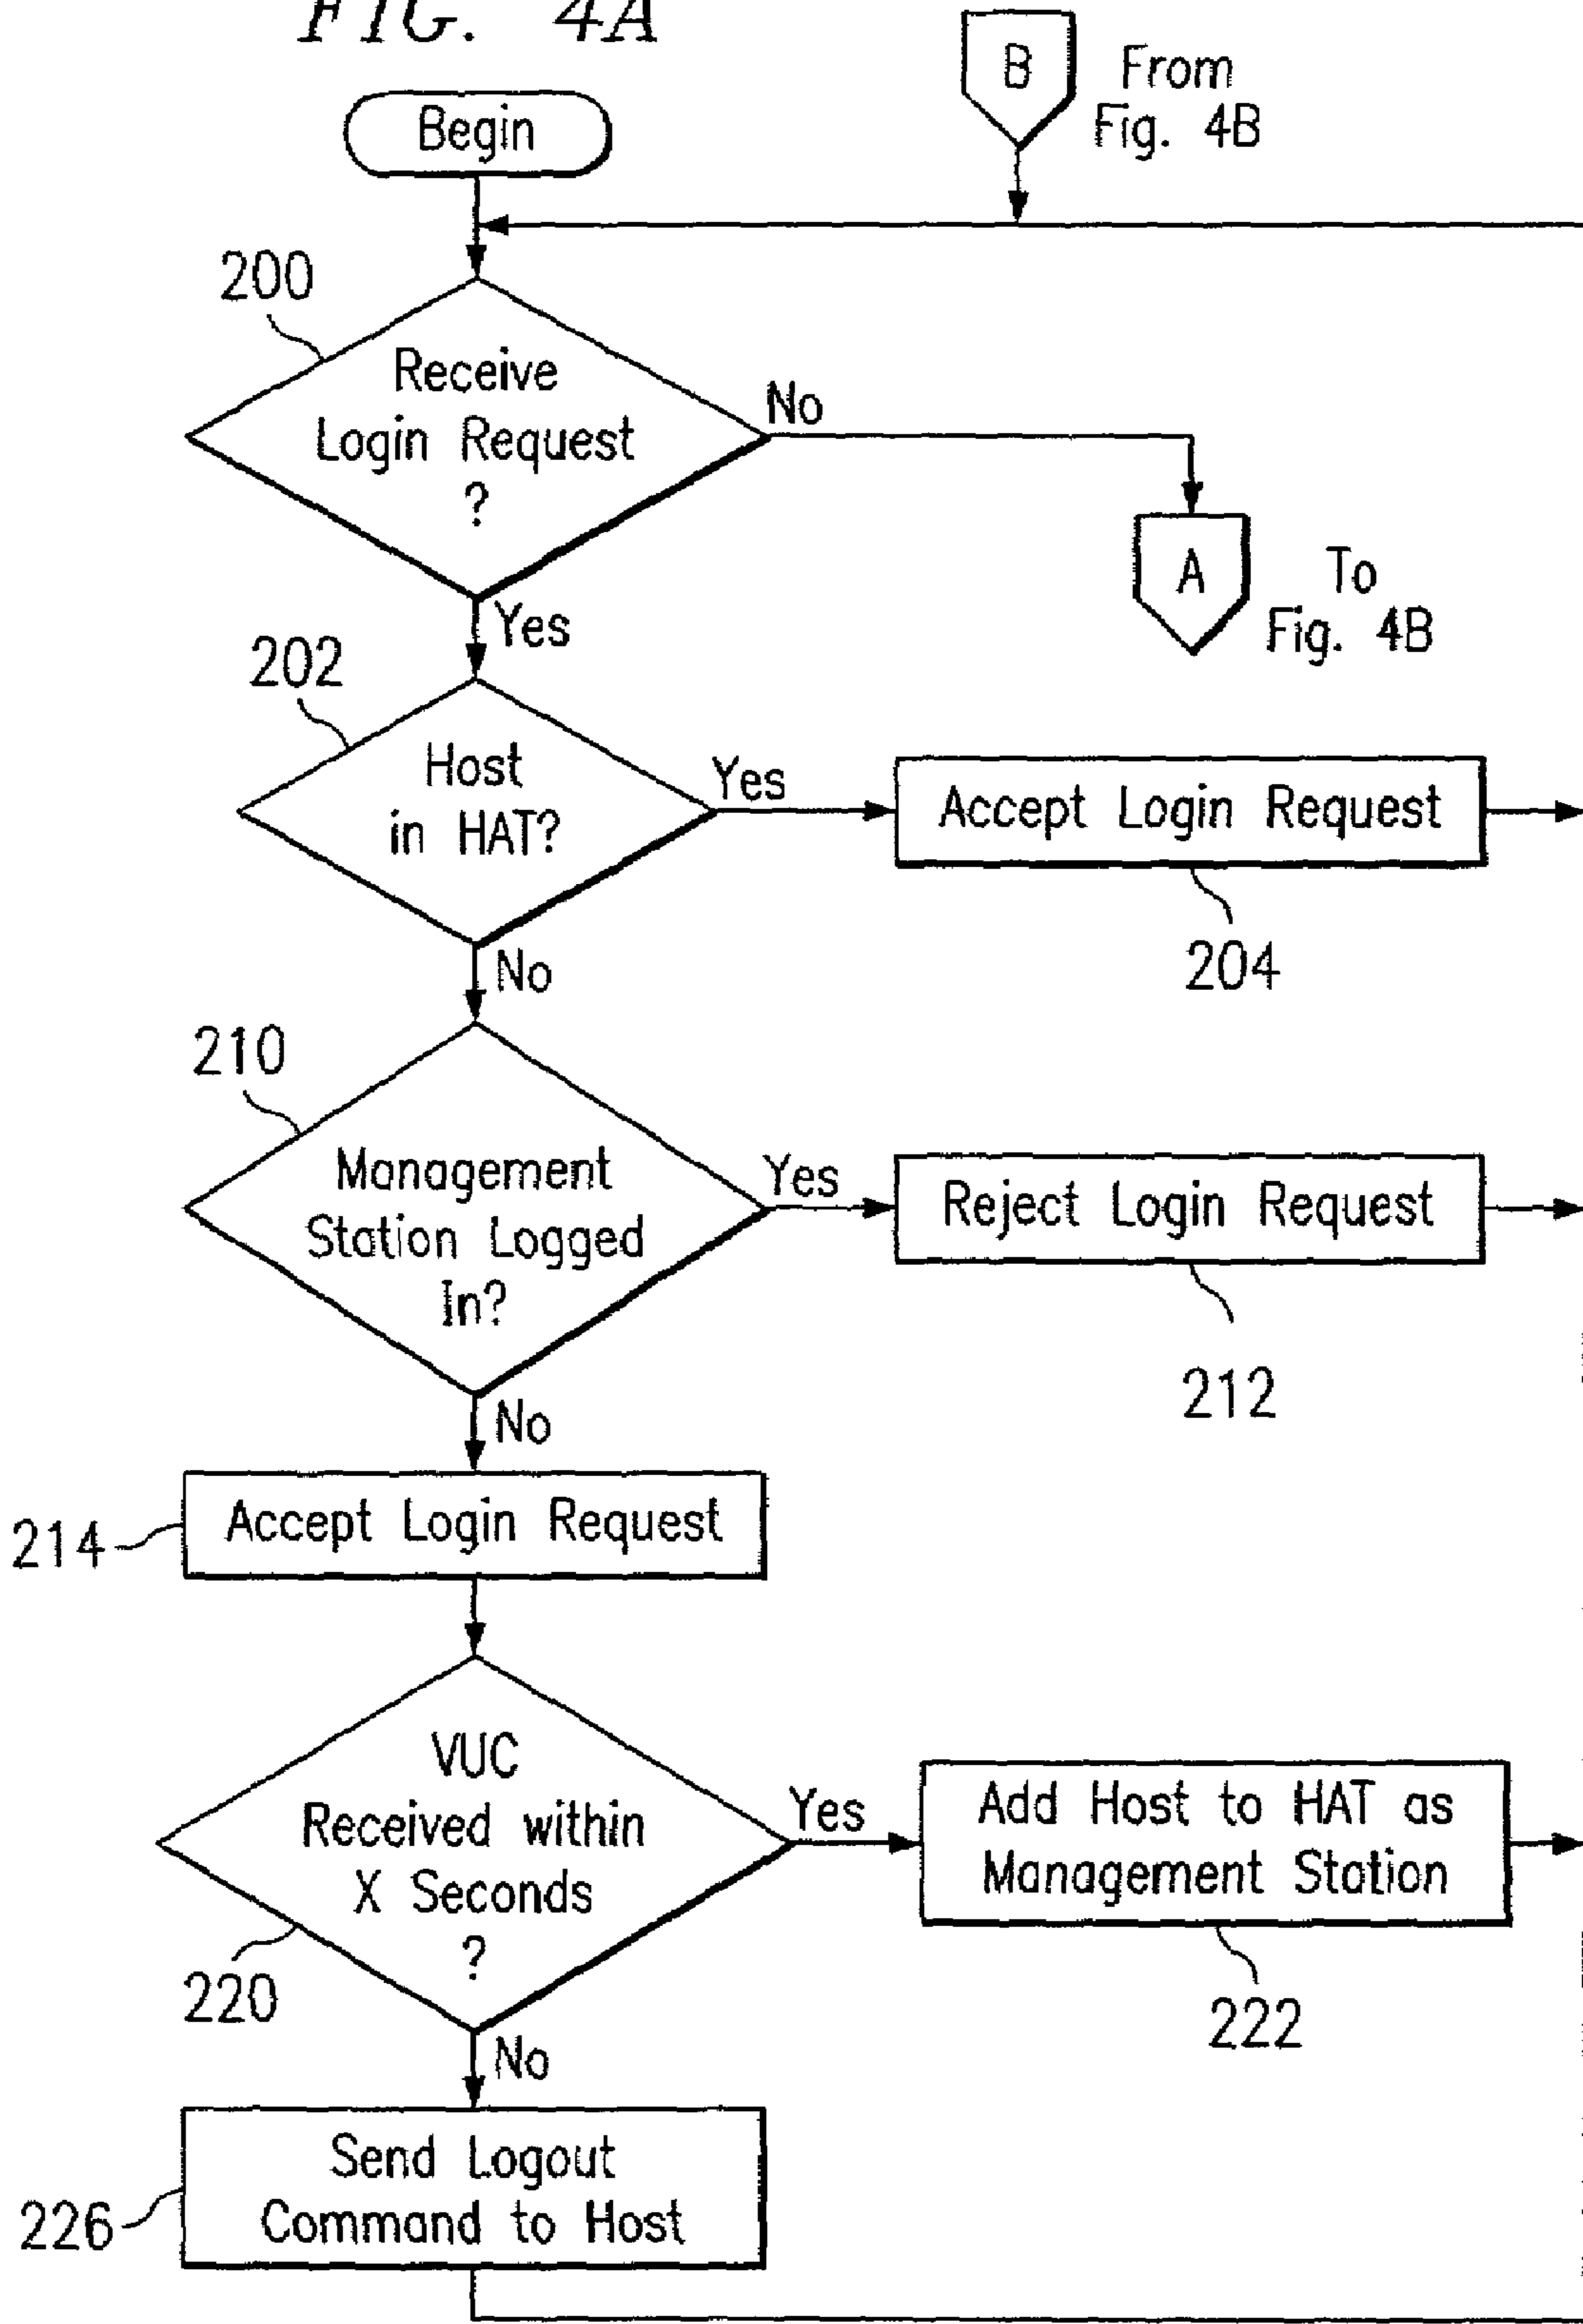 FIG. 4A
B
From
Fig. 4B
Begin
200
Receive
Login Request
?
No
A
To
Fig. 4B
Yes
202
Host
in HAT?
Yes
Accept Login Request
204
No
210
Management
Station Logged
In?
Yes
Reject Login Request
212
No
214
Accept Login Request
VUC
Received within
X Seconds
?
Yes
Add Host to HAT as
Management Station
220
222
No
Send Logout
Command to Host
226